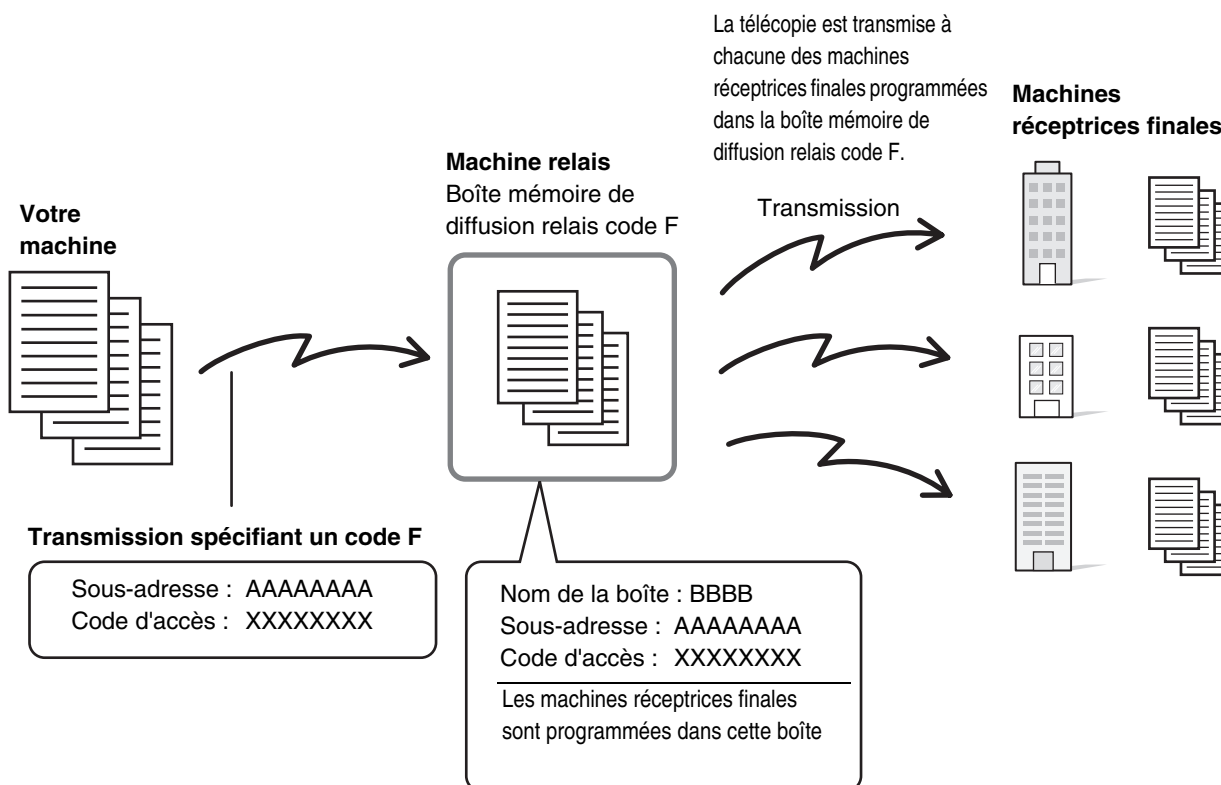 La télécopie est transmise à
chacune des machines
réceptrices finales programmées
dans la boîte mémoire de
diffusion relais code F.
Machines
réceptrices finales
Machine relais
Boîte mémoire de
diffusion relais code F
Votre
machine
Transmission
Transmission spécifiant un code F
Sous-adresse : AAAAAAAA
Code d'accès : XXXXXXXX
Nom de la boîte : BBBB
Sous-adresse : AAAAAAAA
Code d'accès : XXXXXXXX
Les machines réceptrices finales
sont programmées dans cette boîte